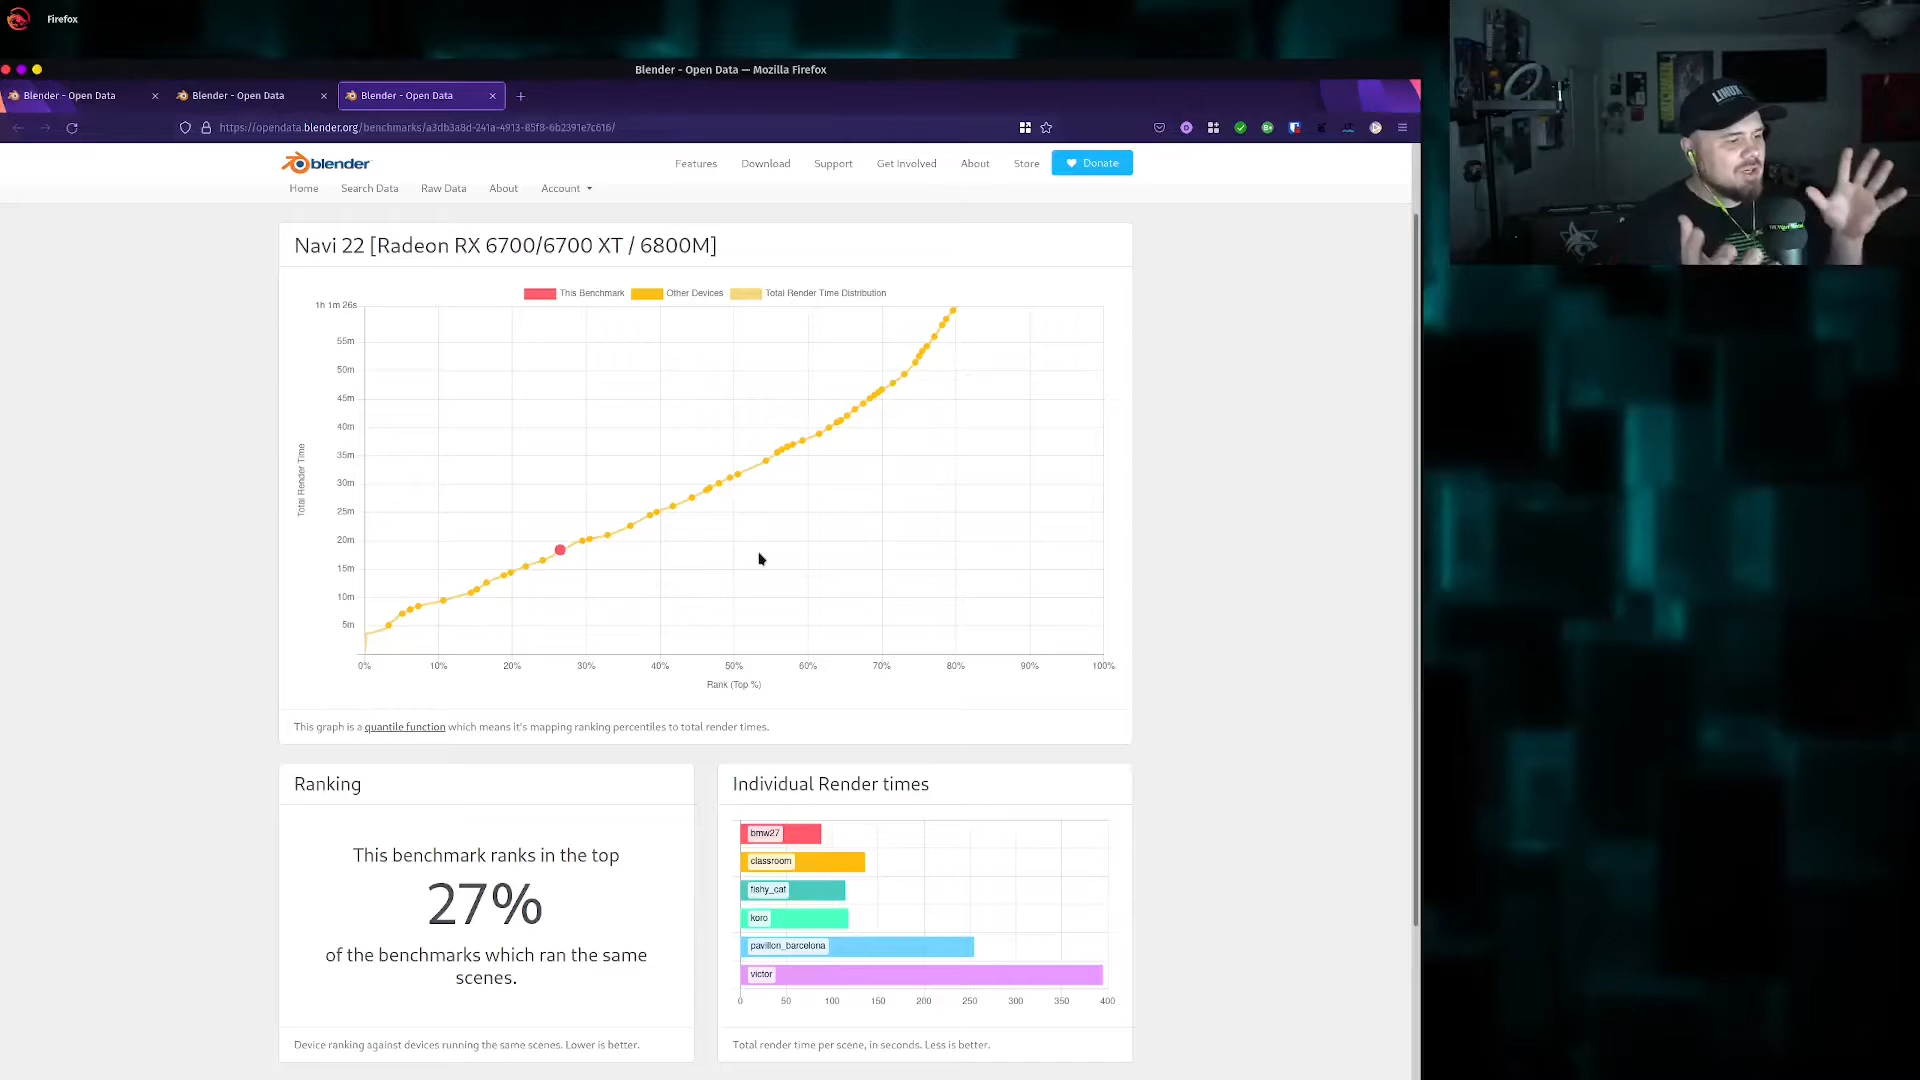 Firefox
Blender - Open Data — Mozilla Firefox
Blender - Open Data
Blender - Open Data
Blender - Open Data
https://opendata.blender.org/benchmarks/a3db3a8d-241a-4913-85f8-6b2391e7c616/
blender
Features
Download
Support
Get Involved
About
Store
Donate
Home
Search Data
Raw Data
About
Account
Navi 22 [Radeon RX 6700/6700 XT / 6800M]
This Benchmark
Other Devices
Total Render Time Distribution
1h 1m 26s
55m
50m
45m
40m
35m
30m
25m
20m
15m
10m
5m
Total Render Time
0%
10%
20%
30%
40%
50%
60%
70%
80%
90%
100%
Rank (Top %)
This graph is a quantile function which means it's mapping ranking percentiles to total render times.
Ranking
This benchmark ranks in the top
27%
of the benchmarks which ran the same
scenes.
Device ranking against devices running the same scenes. Lower is better.
Individual Render times
bmw27
classroom
fishy_cat
koro
pavillon_barcelona
victor
0
50
100
150
200
250
300
350
400
Total render time per scene, in seconds. Less is better.
LINUX